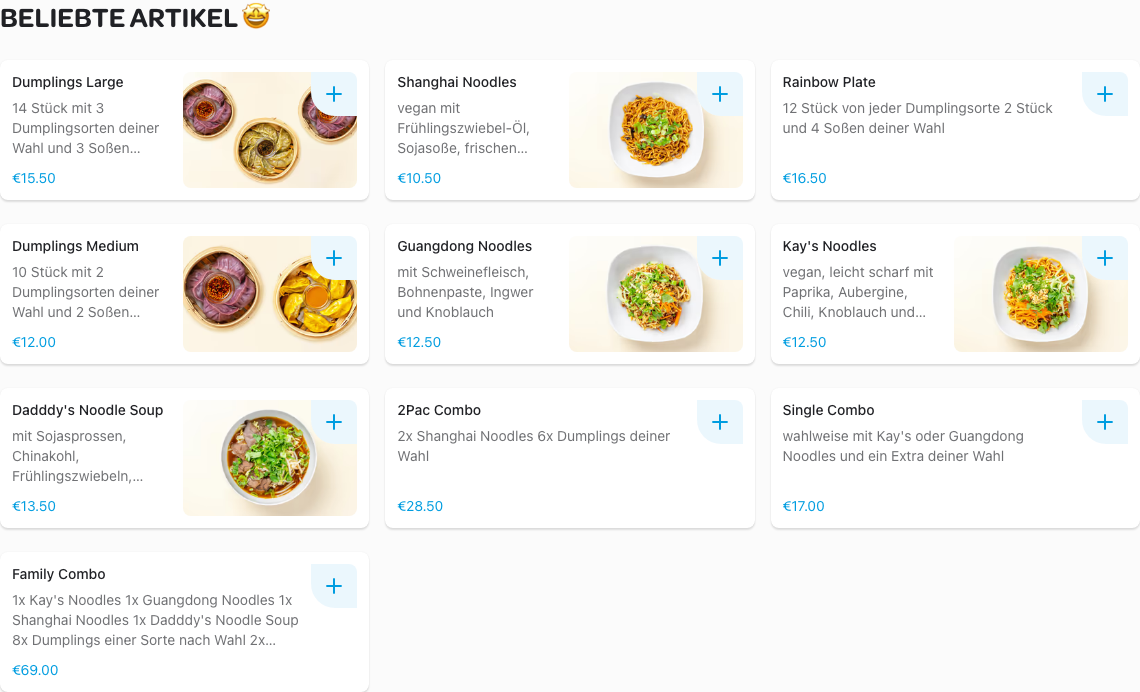 BELIEBTE ARTIKEL🤩
Dumplings Large
14 Stück mit 3
Dumplingsorten deiner
Wahl und 3 Soßen...
€15.50
Shanghai Noodles
vegan mit
Frühlingszwiebel-Öl,
Sojasoße, frischen...
€10.50
Rainbow Plate
12 Stück von jeder Dumplingsorte 2 Stück
und 4 Soßen deiner Wahl
€16.50
Dumplings Medium
10 Stück mit 2
Dumplingsorten deiner
Wahl und 2 Soßen...
€12.00
Guangdong Noodles
mit Schweinefleisch,
Bohnenpaste, Ingwer
und Knoblauch
€12.50
Kay's Noodles
vegan, leicht scharf mit
Paprika, Aubergine,
Chili, Knoblauch und...
€12.50
Dadddy's Noodle Soup
mit Sojasprossen,
Chinakohl,
Frühlingszwiebeln,...
€13.50
2Pac Combo
2x Shanghai Noodles 6x Dumplings deiner
Wahl
€28.50
Single Combo
wahlweise mit Kay's oder Guangdong
Noodles und ein Extra deiner Wahl
€17.00
Family Combo
1x Kay's Noodles 1x Guangdong Noodles 1x
Shanghai Noodles 1x Dadddy's Noodle Soup
8x Dumplings einer Sorte nach Wahl 2x...
€69.00